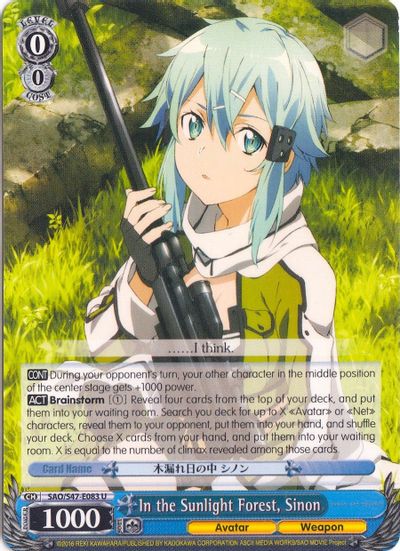 LEVEL
0
0
COST
......I think.
CONT During your opponent's turn, your other character in the middle position
of the center stage gets +1000 power.
ACT Brainstorm [①] Reveal four cards from the top of your deck, and put
them into your waiting room. Search you deck for up to X «Avatar» or «Net»
characters, reveal them to your opponent, put them into your hand, and shuffle
your deck. Choose X cards from your hand, and put them into your waiting
room. X is equal to the number of climax revealed among those cards.
Card Name
木漏れ日の中 シノン
CH SAO/S47-E083 U
POWER
1000
In the Sunlight Forest, Sinon
Avatar
Weapon
©2016 REKI KAWAHARA/PUBLISHED BY KADOKAWA CORPORATION ASCII MEDIA WORKS/SAO MOVIE Project